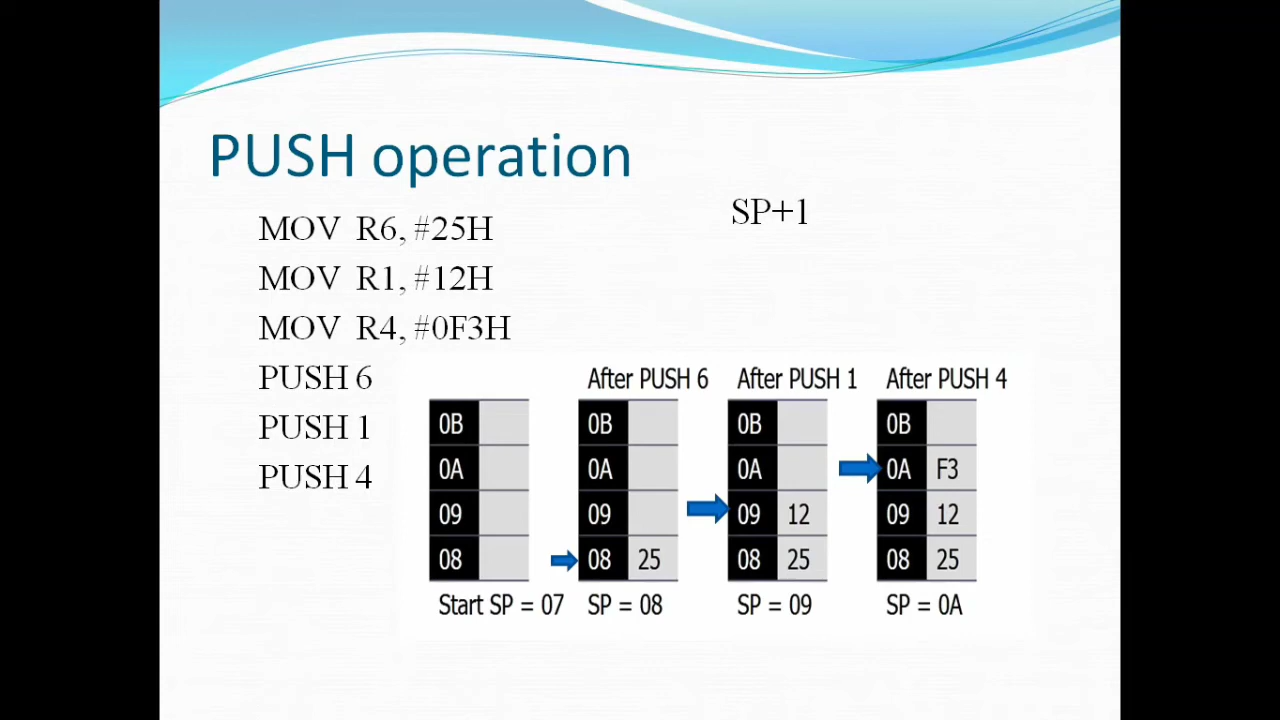 PUSH operation
SP+1
MOV R6, #25H
MOV R1, #12H
MOV R4, #0F3H
PUSH 6
PUSH 1
PUSH 4
After PUSH 6 After PUSH 1 After PUSH 4
0B 0B 0B 0B
0A 0A 0A 0A F3
09 09 09 12 09 12
08 08 25 08 25 08 25
Start SP = 07 SP = 08 SP = 09 SP = 0A